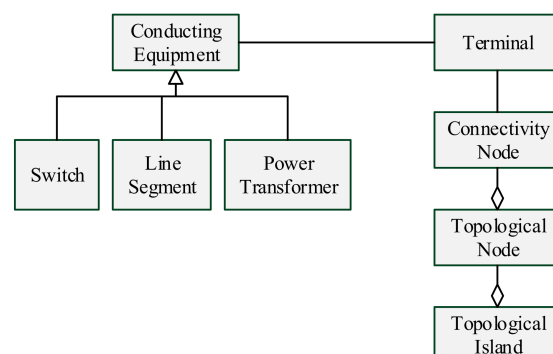 Conducting
Equipment
Terminal
Connectivity
Node
Switch
Line
Segment
Power
Transformer
Topological
Node
Topological
Island